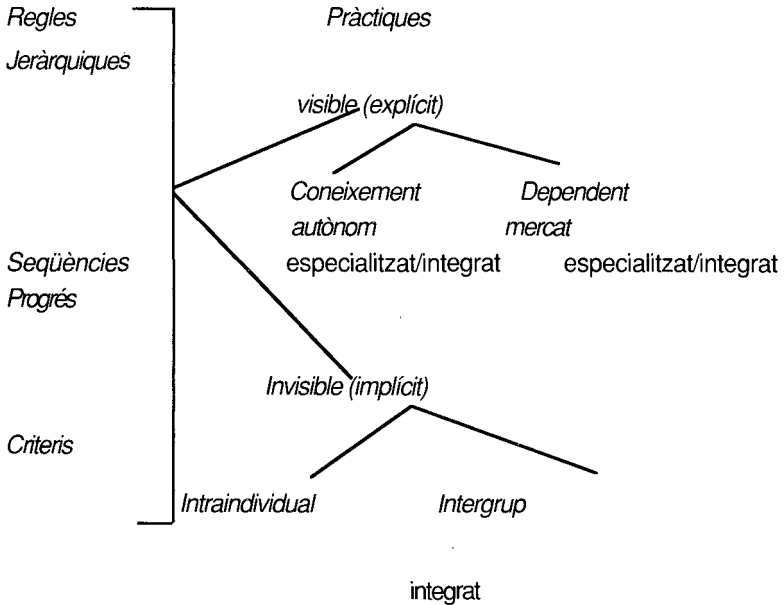 Regles Pràctiques
Jeràrquiques
visible (explícit)
Coneixement Dependent
autònom mercat
Seqüències especialitzat/integrat especialitzat/integrat
Progrés
Invisible (implícit)
Criteris
Intraindividual Intergrup
integrat